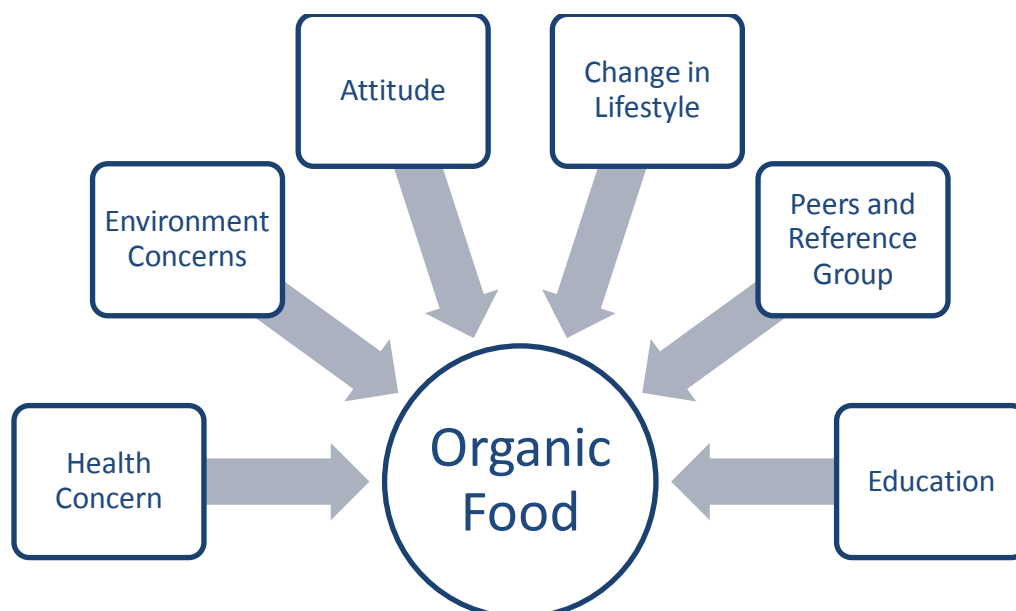 Attitude
Change in
Lifestyle
Environment
Concerns
Peers and
Reference
Group
Health
Concern
Organic
Food
Education